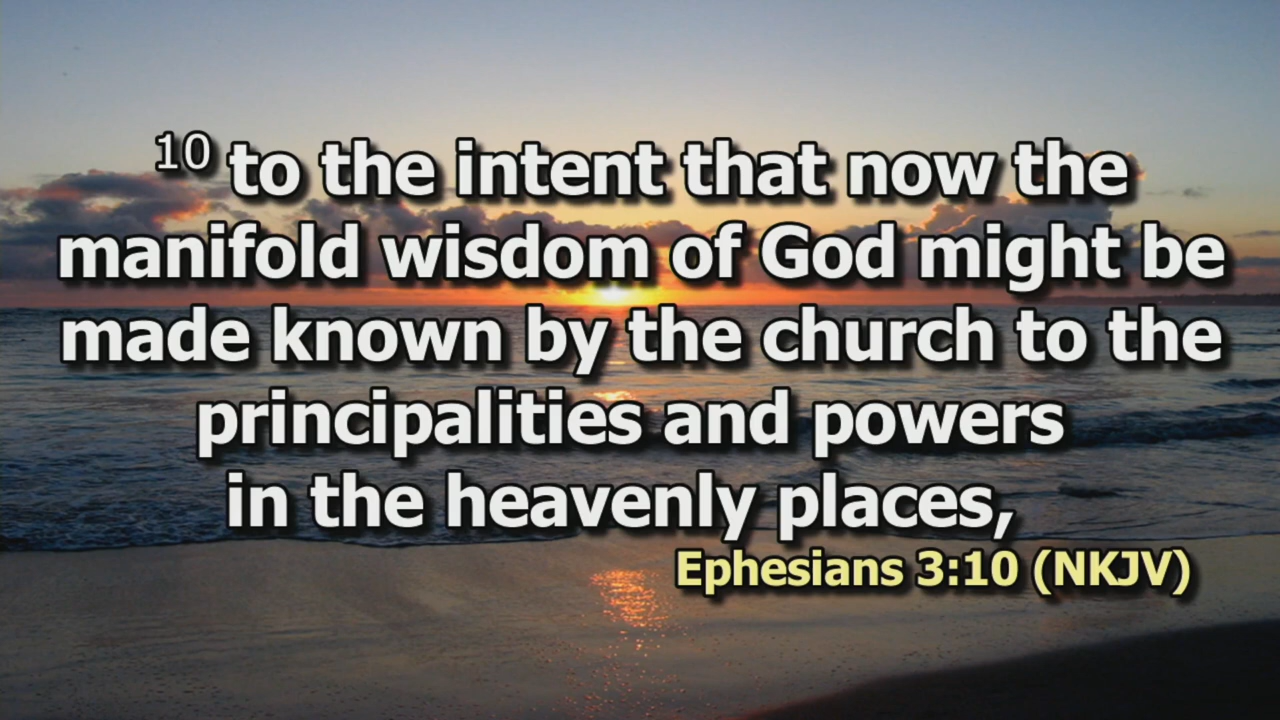 10 to the intent that now the
manifold wisdom of God might be
made known by the church to the
principalities and powers
in the heavenly places,
Ephesians 3:10 (NKJV)